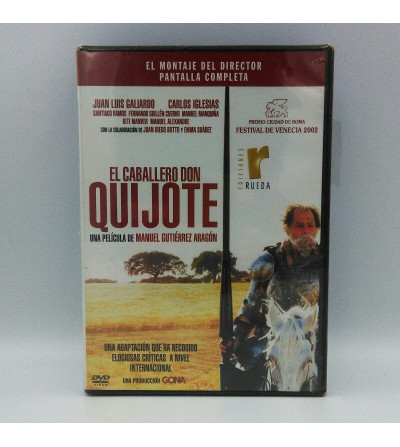 EL MONTAJE DEL DIRECTOR
PANTALLA COMPLETA
JUAN LUIS GALIARDO CARLOS IGLESIAS
SANTIAGO RAMOS FERNANDO GUILLÉN CUERVO MANUEL MANQUIÑA
KITI MANVER MANUEL ALEXANDRE
CON LA COLABORACIÓN DE JUAN DIEGO BOTTO Y EMMA SUÁREZ
PREMIO CIUDAD DE ROMA
FESTIVAL DE VENECIA 2002
EL CABALLERO DON
QUIJOTE
UNA PELÍCULA DE MANUEL GUTIÉRREZ ARAGÓN
EDICIONES
r
RUEDA
UNA ADAPTACIÓN QUE HA RECOGIDO
ELOGIOSAS CRÍTICAS A NIVEL
INTERNACIONAL
DVD
VIDEO
UNA PRODUCCIÓN GONA